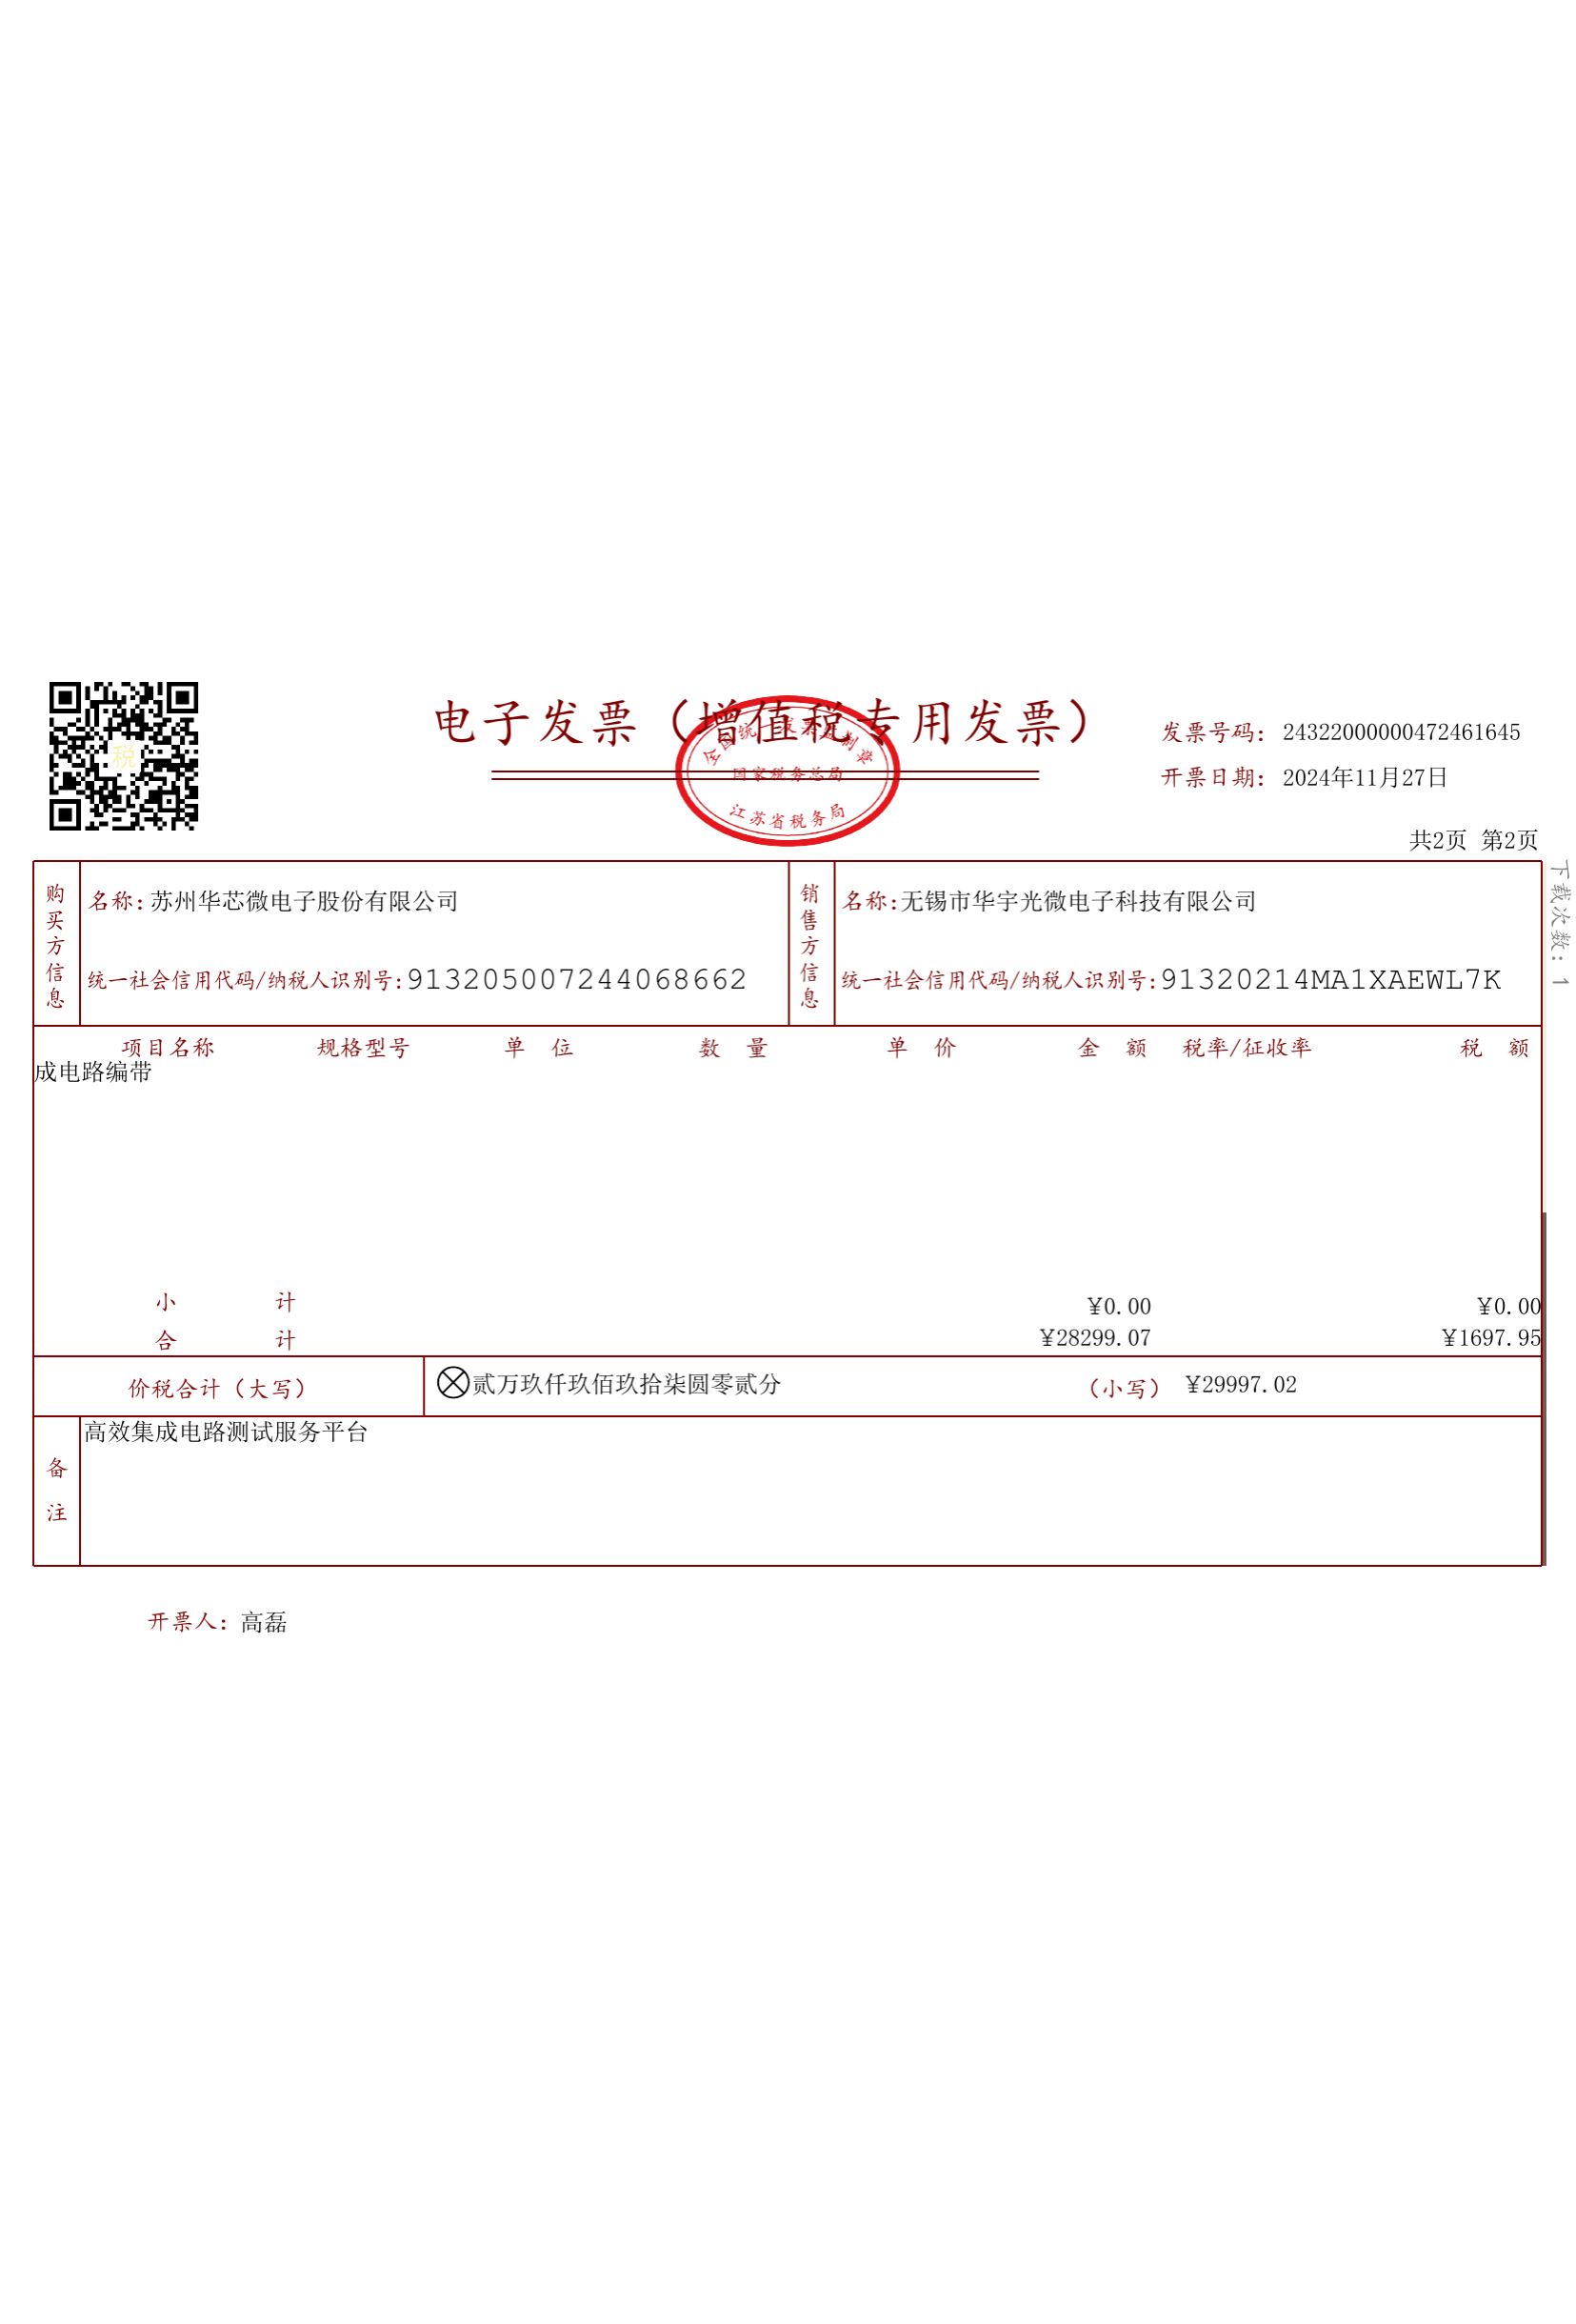 电子发票（增值税专用发票）
全国统一发票监制章
国家税务总局
江苏省税务局
税
发票号码：24322000000472461645
开票日期：2024年11月27日
共2页 第2页
下载次数：1
购买方信息
名称：苏州华芯微电子股份有限公司
统一社会信用代码/纳税人识别号：913205007244068662
销售方信息
名称：无锡市华宇光微电子科技有限公司
统一社会信用代码/纳税人识别号：91320214MA1XAEWL7K
项目名称 规格型号 单 位 数 量 单 价 金 额 税率/征收率 税 额
成电路编带
小 计 ¥0.00 ¥0.00
合 计 ¥28299.07 ¥1697.95
价税合计（大写） ⊗贰万玖仟玖佰玖拾柒圆零贰分 （小写） ¥29997.02
备注
高效集成电路测试服务平台
开票人：高磊